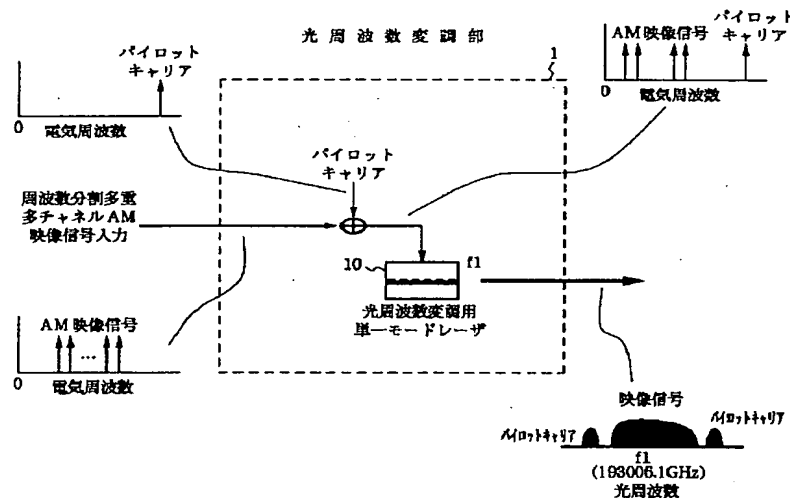 光周波数変調部
1
パイロット
キャリア
0
電気周波数
AM 映像信号
パイロット
キャリア
0
電気周波数
パイロット
キャリア
周波数分割多重
多チャネル AM
映像信号入力
10
f1
光周波数変調用
単一モードレーザ
AM 映像信号
...
0
電気周波数
映像信号
パイロットキャリア
パイロットキャリア
f1
(193006.1GHz)
光周波数